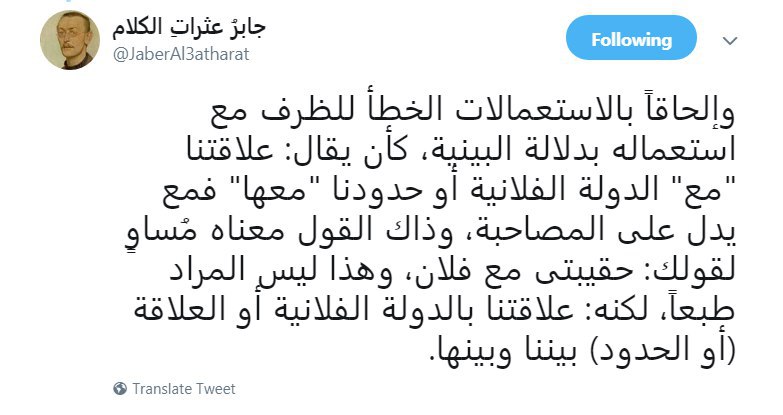 جابرُ عثراتِ الكلام
@JaberAl3atharat
Following
وإلحاقاً بالاستعمالات الخطأ للظرف مع
استعماله بدلالة البينية، كأن يقال: علاقتنا
"مع" الدولة الفلانية أو حدودنا "معها" فمع
يدل على المصاحبة، وذاك القول معناه مُساوٍ
لقولك: حقيبتى مع فلان، وهذا ليس المراد
طبعاً، لكنه: علاقتنا بالدولة الفلانية أو العلاقة
(أو الحدود) بيننا وبينها.
Translate Tweet